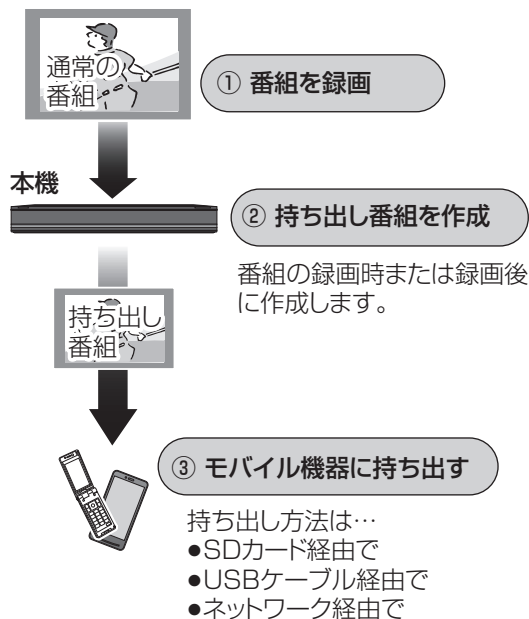 通常の
番組
① 番組を録画
本機
② 持ち出し番組を作成
番組の録画時または録画後
に作成します。
持ち出し
番組
③ モバイル機器に持ち出す
持ち出し方法は…
●SDカード経由で
●USBケーブル経由で
●ネットワーク経由で